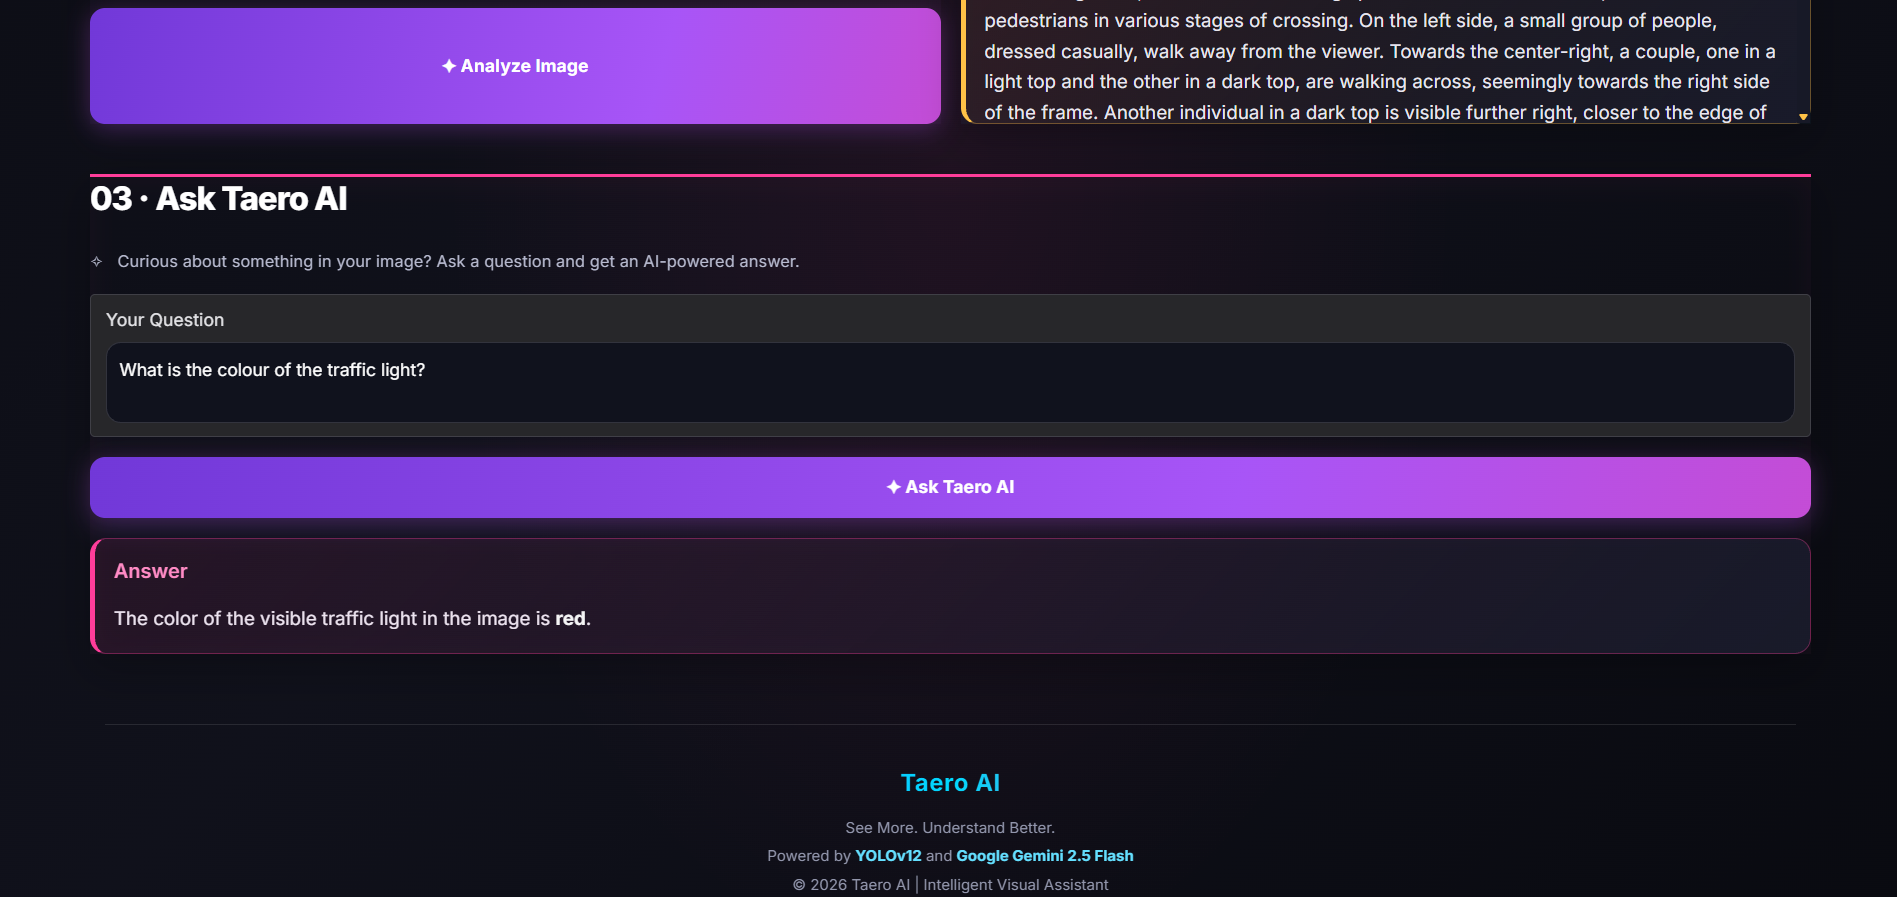 ✦ Analyze Image
pedestrians in various stages of crossing. On the left side, a small group of people,
dressed casually, walk away from the viewer. Towards the center-right, a couple, one in a
light top and the other in a dark top, are walking across, seemingly towards the right side
of the frame. Another individual in a dark top is visible further right, closer to the edge of
03 · Ask Taero AI
✧ Curious about something in your image? Ask a question and get an AI-powered answer.
Your Question
What is the colour of the traffic light?
✦ Ask Taero AI
Answer
The color of the visible traffic light in the image is red.
Taero AI
See More. Understand Better.
Powered by YOLOv12 and Google Gemini 2.5 Flash
© 2026 Taero AI | Intelligent Visual Assistant